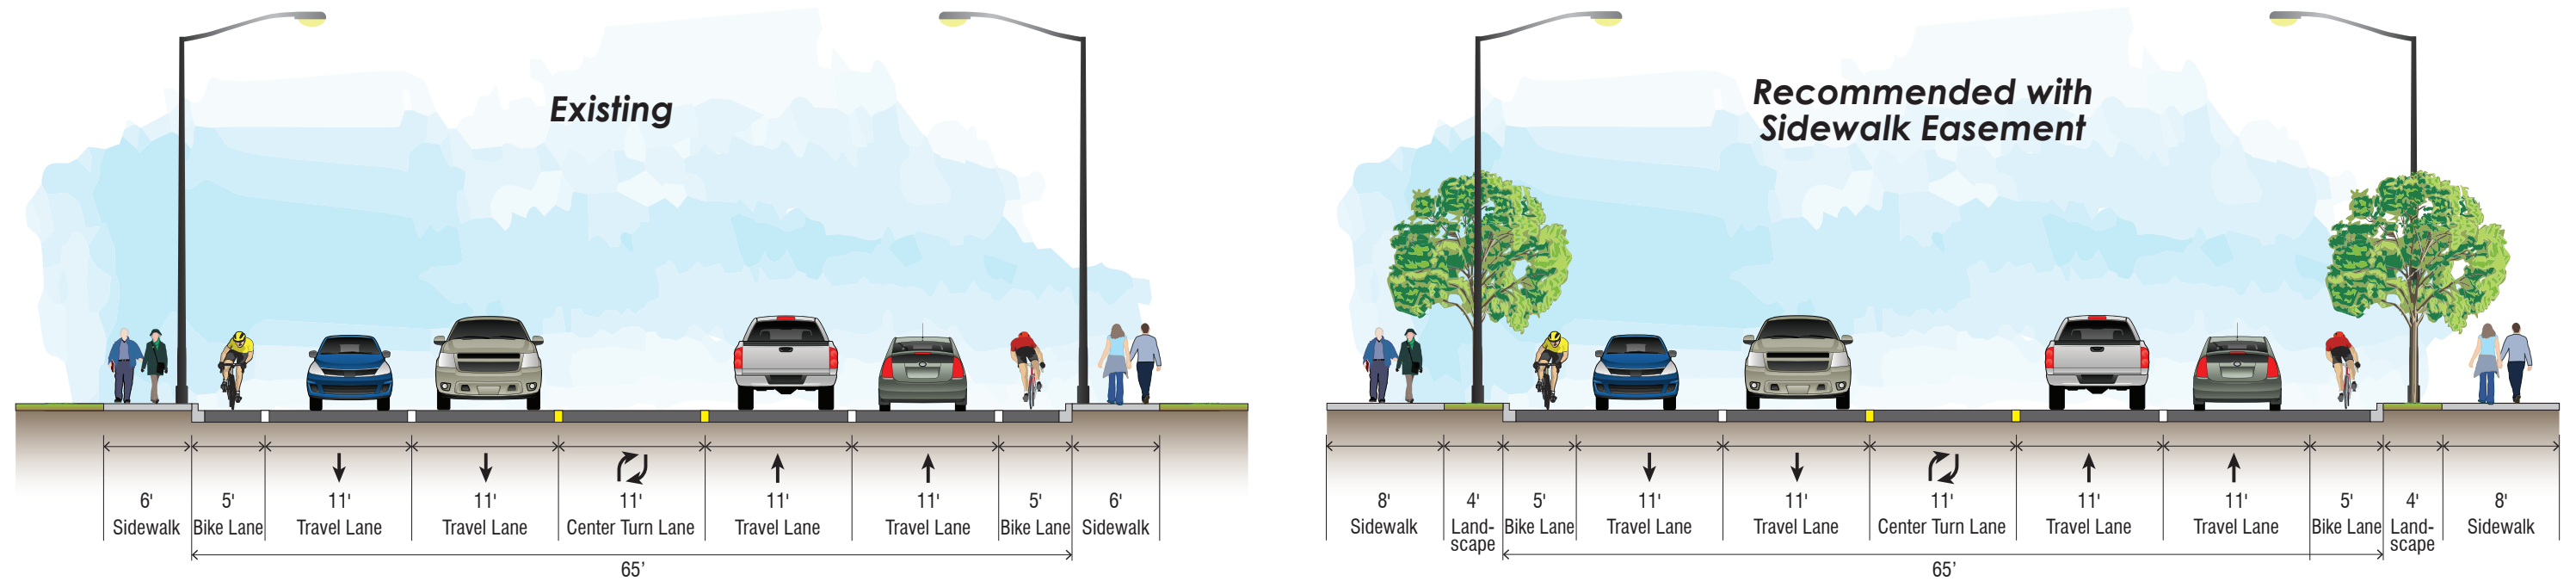 Existing
6'
Sidewalk
5'
Bike Lane
11'
Travel Lane
11'
Travel Lane
11'
Center Turn Lane
11'
Travel Lane
11'
Travel Lane
5'
Bike Lane
6'
Sidewalk
65’
Recommended with
Sidewalk Easement
8'
Sidewalk
4'
Land-
scape
5'
Bike Lane
11'
Travel Lane
11'
Travel Lane
11'
Center Turn Lane
11'
Travel Lane
11'
Travel Lane
5'
Bike Lane
4'
Land-
scape
8'
Sidewalk
65’